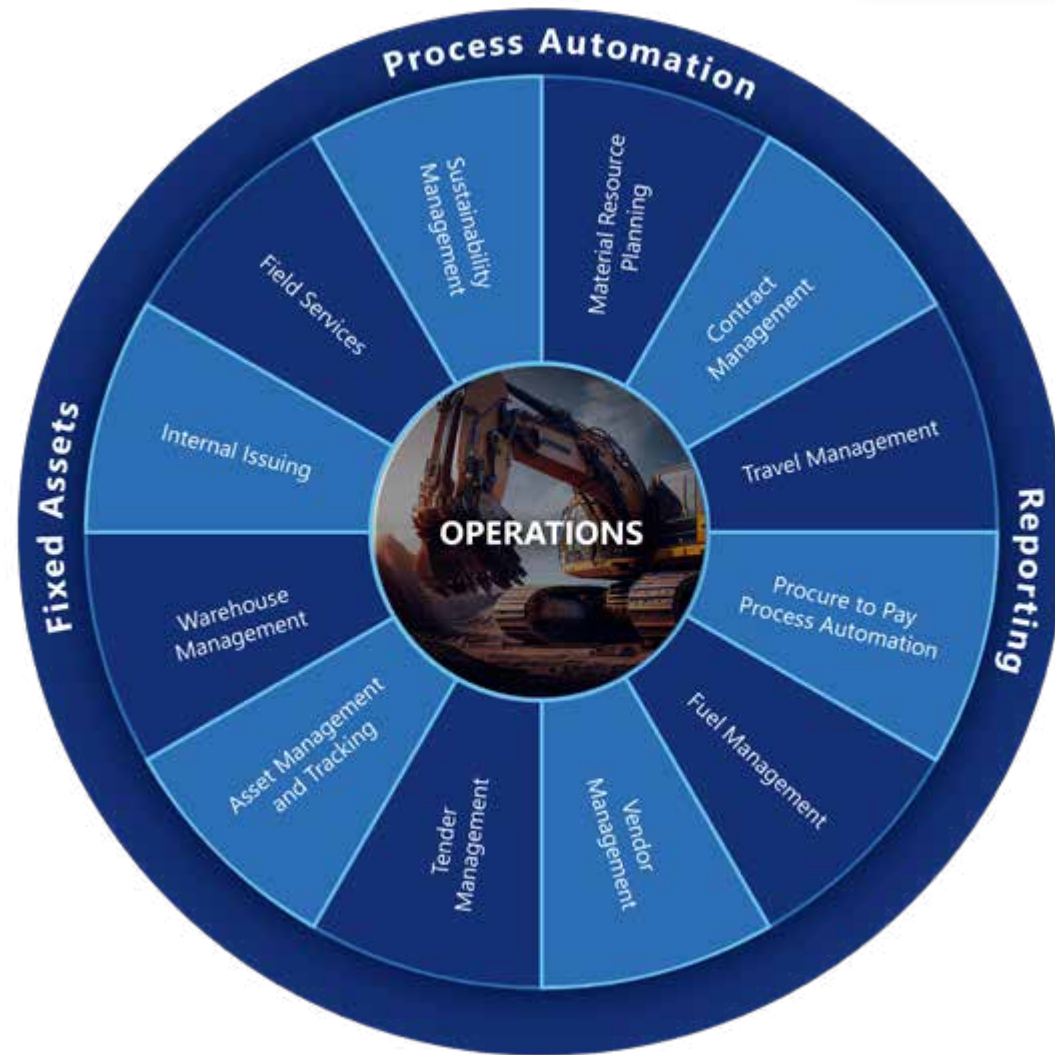 Process Automation
Sustainability
Management
Material Resource
Planning
Contract
Management
Travel Management
Procure to Pay
Process Automation
Fuel Management
Vendor
Management
Tender
Management
Asset Management
and Tracking
Warehouse
Management
Internal Issuing
Field Services
OPERATIONS
Fixed Assets
Reporting